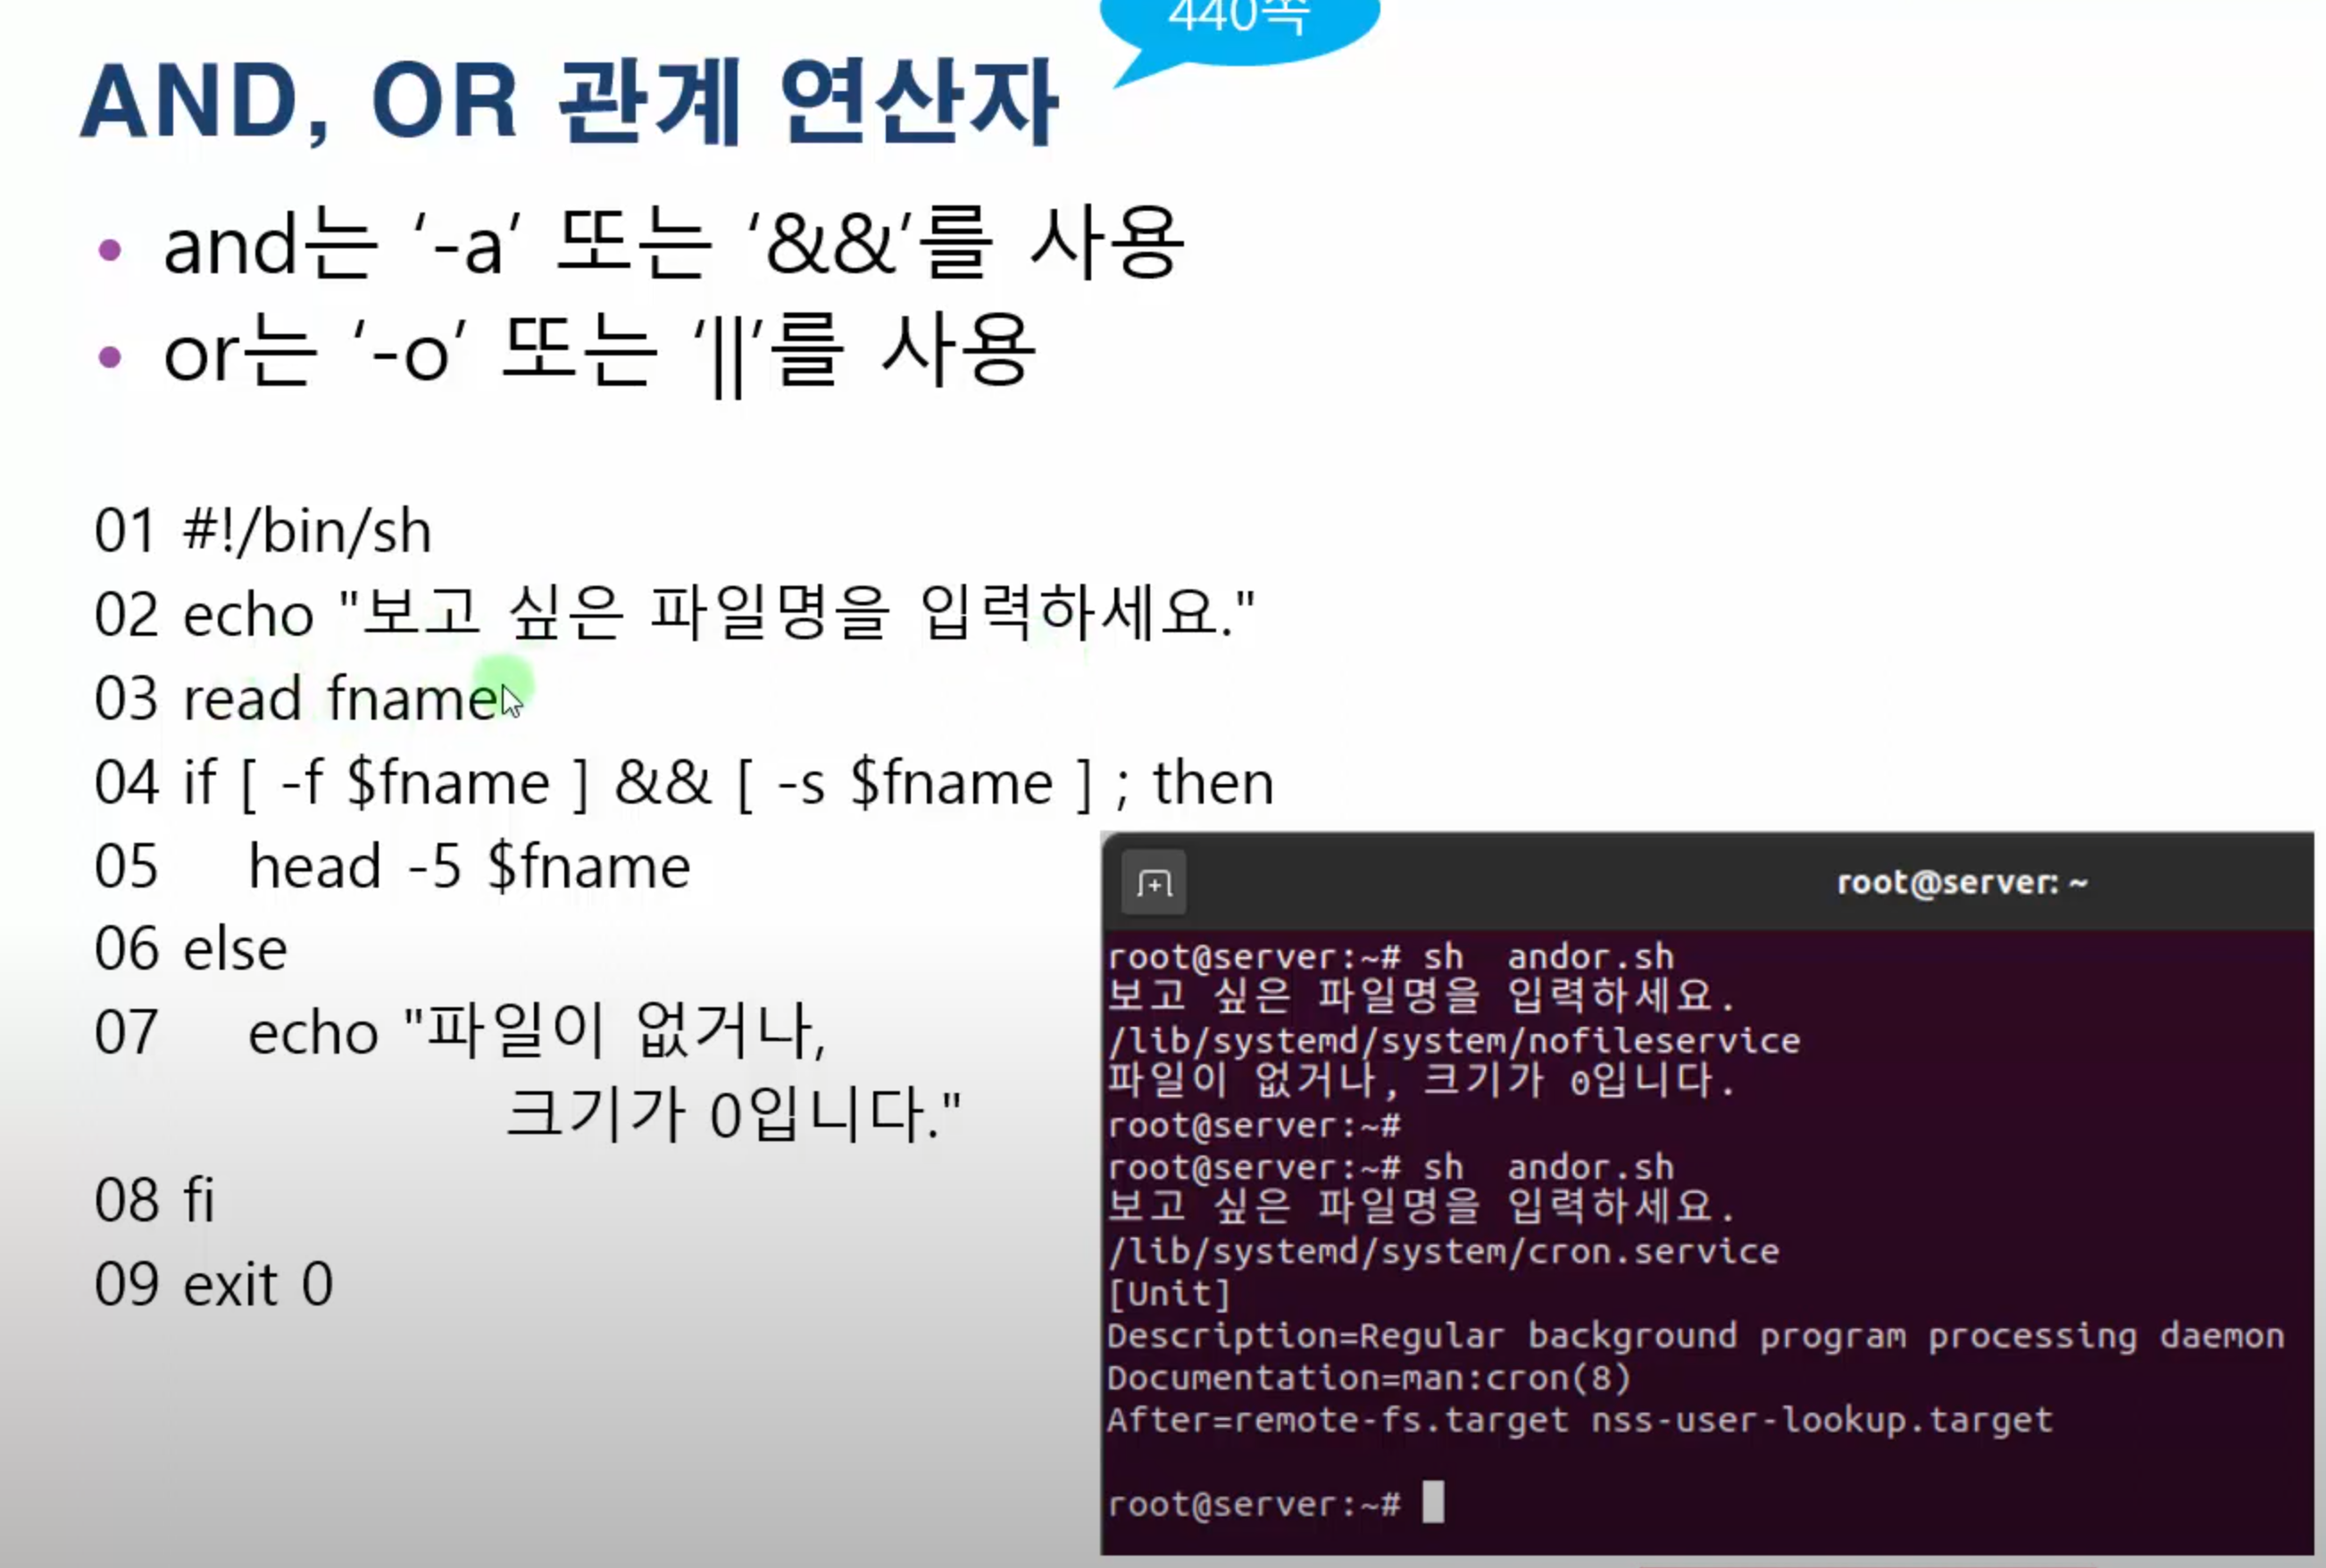 440쪽
AND, OR 관계 연산자
• and는 ‘-a’ 또는 ‘&&’를 사용
• or는 ‘-o’ 또는 ‘||’를 사용
01 #!/bin/sh
02 echo "보고 싶은 파일명을 입력하세요."
03 read fname
04 if [ -f $fname ] && [ -s $fname ] ; then
05 head -5 $fname
06 else
07 echo "파일이 없거나,
크기가 0입니다."
08 fi
09 exit 0
root@server: ~
root@server:~# sh andor.sh
보고 싶은 파일명을 입력하세요.
/lib/systemd/system/nofileservice
파일이 없거나, 크기가 0입니다.
root@server:~#
root@server:~# sh andor.sh
보고 싶은 파일명을 입력하세요.
/lib/systemd/system/cron.service
[Unit]
Description=Regular background program processing daemon
Documentation=man:cron(8)
After=remote-fs.target nss-user-lookup.target
root@server:~#